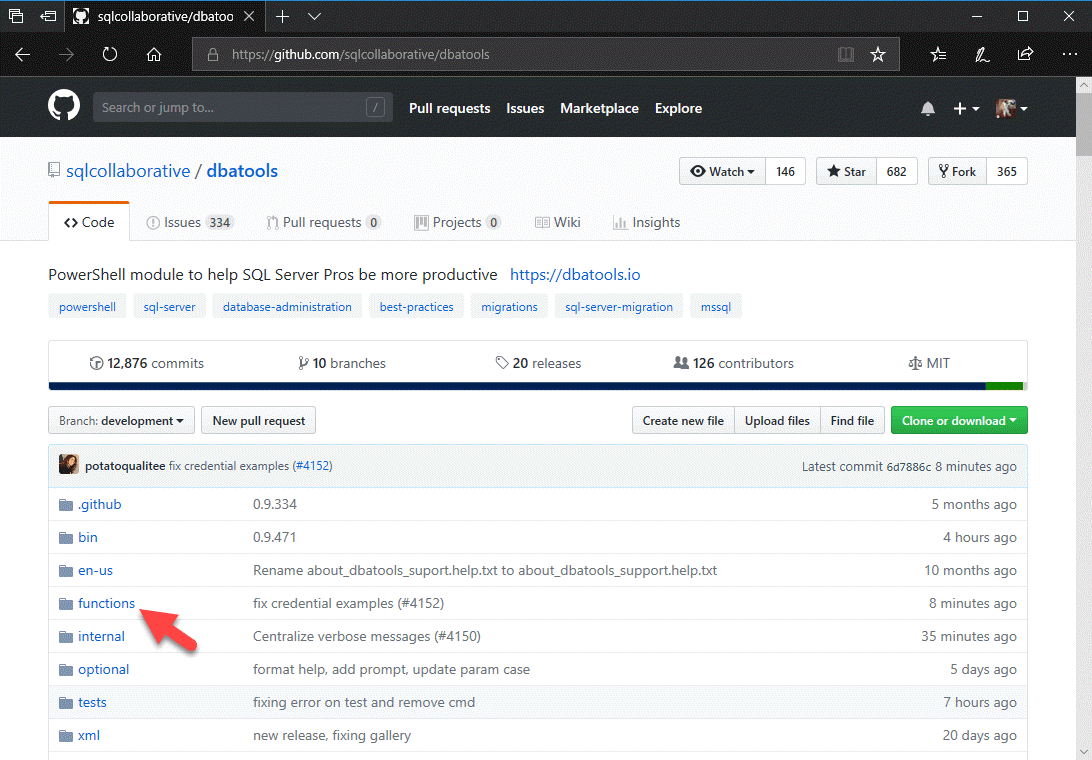 sqlcollaborative/dbatoo
https://github.com/sqlcollaborative/dbatools
Search or jump to... / Pull requests Issues Marketplace Explore
sqlcollaborative / dbatools Watch 146 Star 682 Fork 365
Code Issues 334 Pull requests 0 Projects 0 Wiki Insights
PowerShell module to help SQL Server Pros be more productive https://dbatools.io
powershell sql-server database-administration best-practices migrations sql-server-migration mssql
12,876 commits 10 branches 20 releases 126 contributors MIT
Branch: development New pull request Create new file Upload files Find file Clone or download
potatoqualitee fix credential examples (#4152) Latest commit 6d7886c 8 minutes ago
.github 0.9.334 5 months ago
bin 0.9.471 4 hours ago
en-us Rename about_dbatools_suport.help.txt to about_dbatools_support.help.txt 10 months ago
functions fix credential examples (#4152) 8 minutes ago
internal Centralize verbose messages (#4150) 35 minutes ago
optional format help, add prompt, update param case 5 days ago
tests fixing error on test and remove cmd 7 hours ago
xml new release, fixing gallery 20 days ago